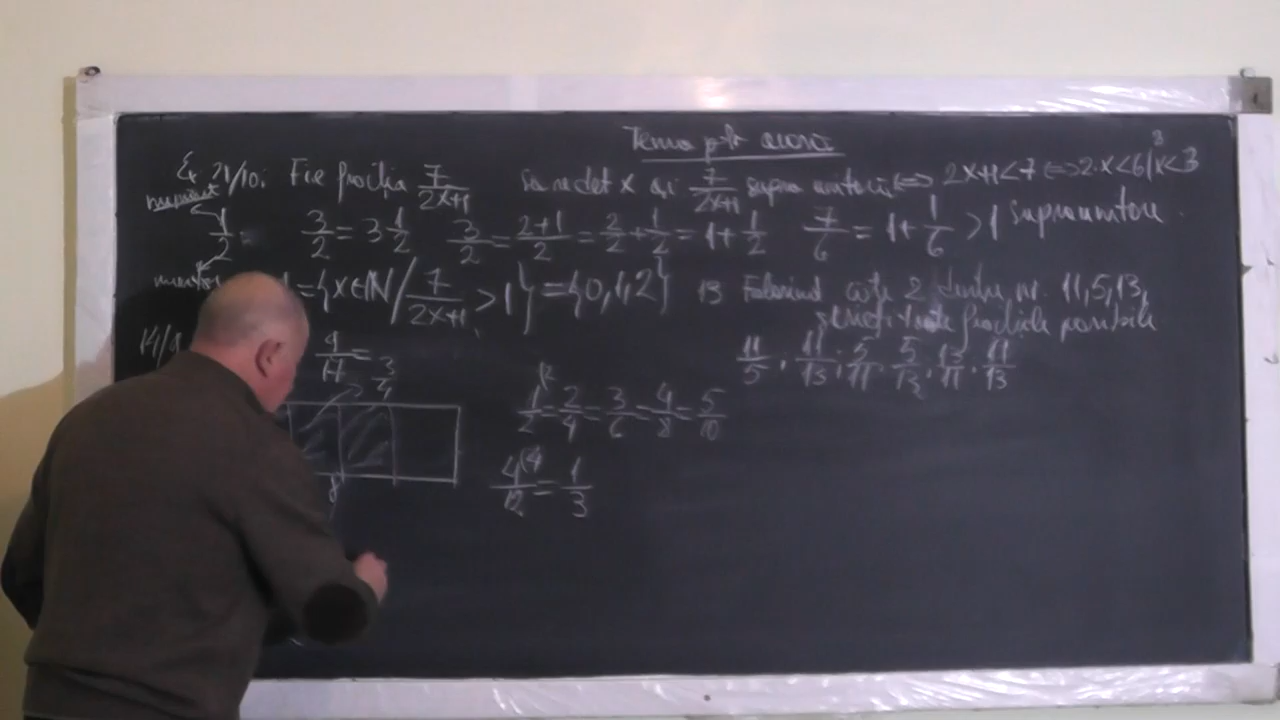 Tema pt acasă
Ex 21/10: Fie fracția 7/2x+1 să se det x aî 7/2x+1 supraunitară ⇔ 2x+1<7 ⇔ 2·x<6 | x<3
1/2 = 3/2 = 3 1/2 3/2 = 2+1/2 = 2/2 + 1/2 = 1 + 1/2 7/6 = 1 + 1/6 > 1 supraunitară
= {x∈N / 7/2x+1 > 1} = {0,1,2} 13 Folosind câte 2 dintre nr. 11, 5, 13,
fracțiile posibile
14/a
11/5 ; 11/13 ; 5/11 ; 5/13 ; 13/11 ; 11/13
3/4
1/2 = 2/4 = 3/6 = 4/8 = 5/10
4/12 (4 = 1/3